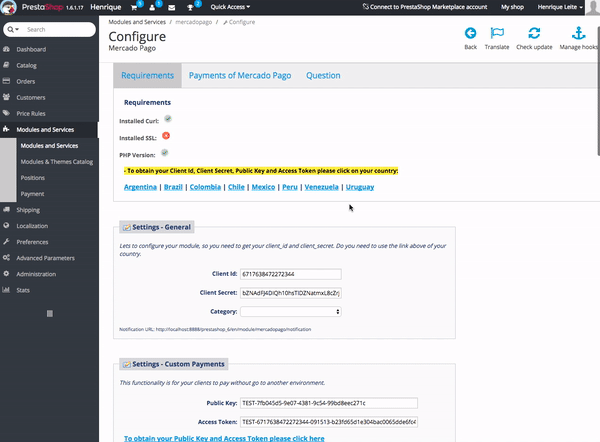 PrestaShop 1.6.1.17 Henrique Quick Access Connect to PrestaShop Marketplace account My shop Henrique Leite
Search
Dashboard
Catalog
Orders
Customers
Price Rules
Modules and Services
Modules and Services
Modules & Themes Catalog
Positions
Payment
Shipping
Localization
Preferences
Advanced Parameters
Administration
Stats
Modules and Services / mercadopago / Configure
Configure
Mercado Pago
Back Translate Check update Manage hooks
Requirements Payments of Mercado Pago Question
Requirements
Installed Curl:
Installed SSL:
PHP Version:
- To obtain your Client Id, Client Secret, Public Key and Access Token please click on your country:
Argentina | Brazil | Colombia | Chile | Mexico | Peru | Venezuela | Uruguay
Settings - General
Lets to configure your module, so you need to get your client_id and client_secret. Do you need to use the link above of your
country.
Client Id: 6717638472272344
Client Secret:
Category:
Notification URL: http://localhost:8888/prestashop_6/en/module/mercadopago/notification
Settings - Custom Payments
This functionality is for your clients to pay without go to another environment.
Public Key: TEST-7fb045d5-9e07-4381-9c54-99bd8eec271c
Access Token: TEST-6717638472272344-091513-b23fd65d1e304bac0065dde6fc4
To obtain your Public Key and Access Token please click here